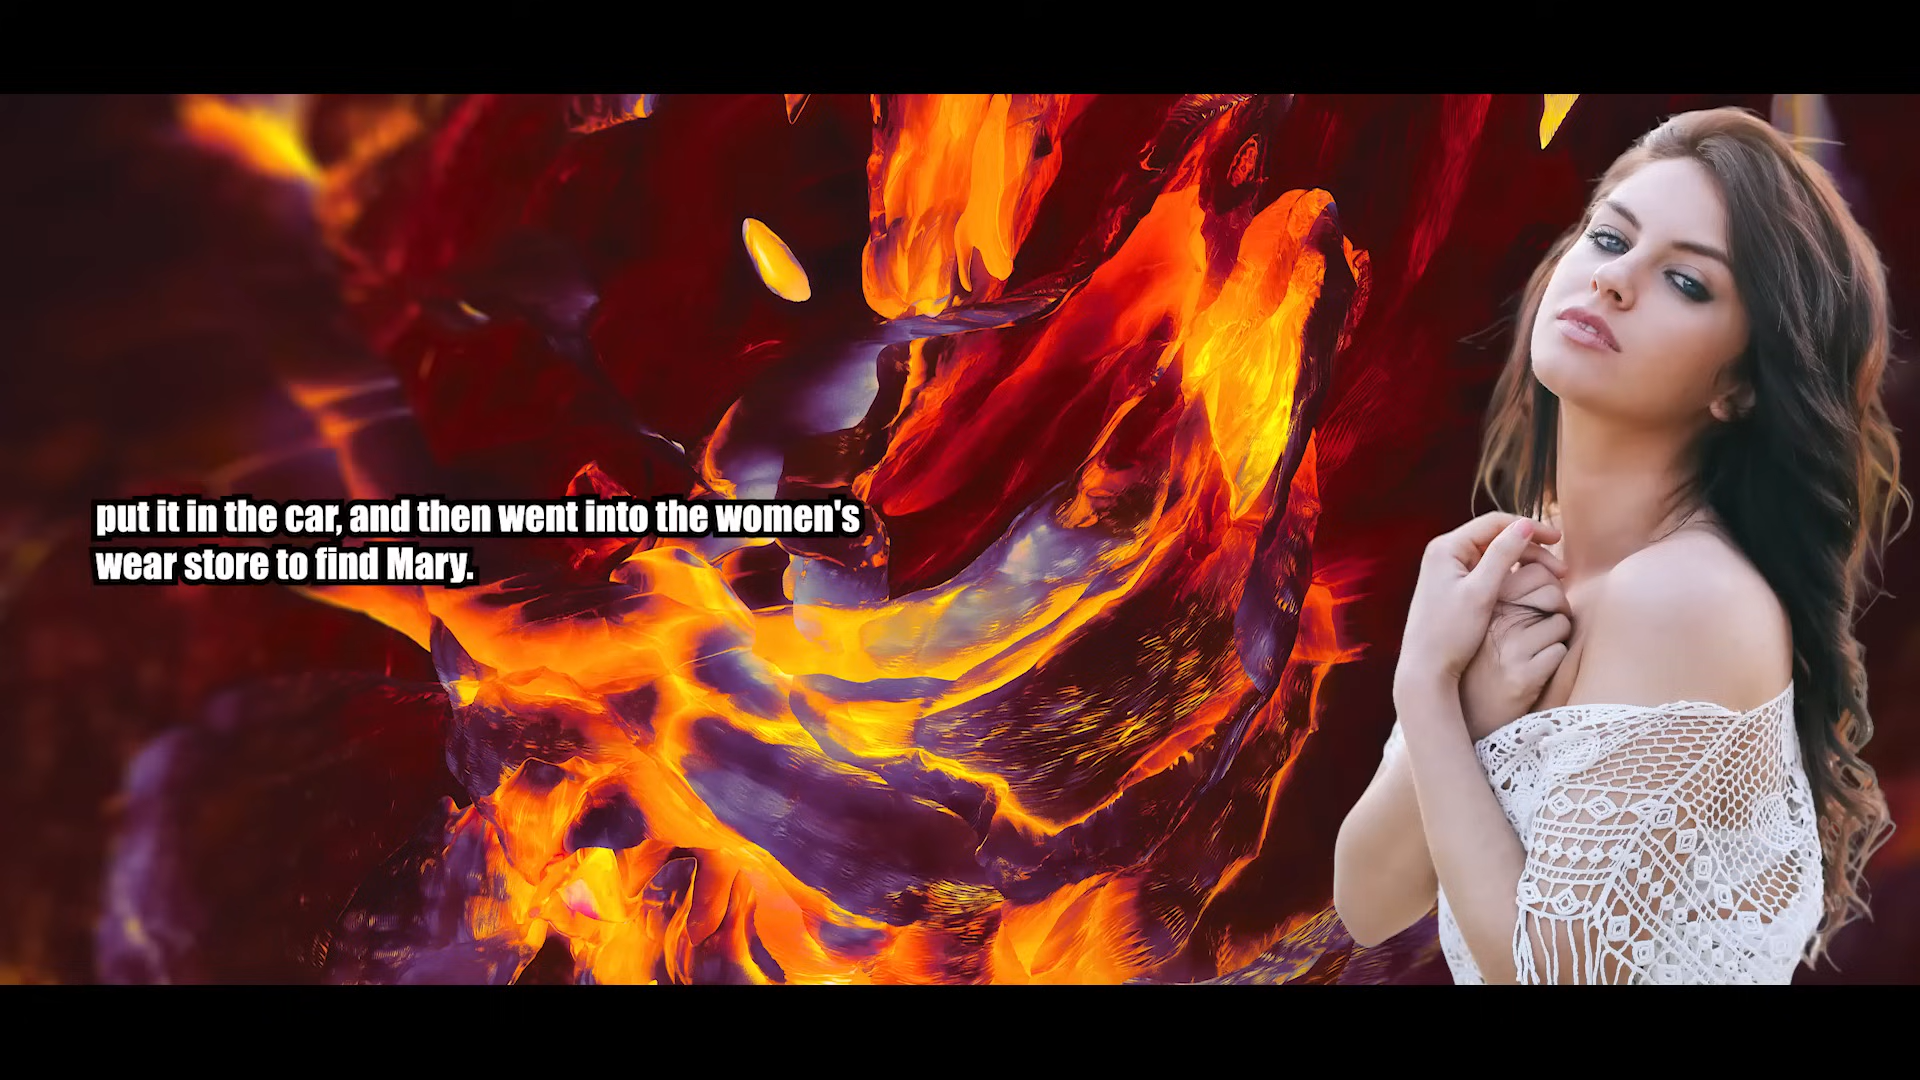 put it in the car, and then went into the women's
wear store to find Mary.